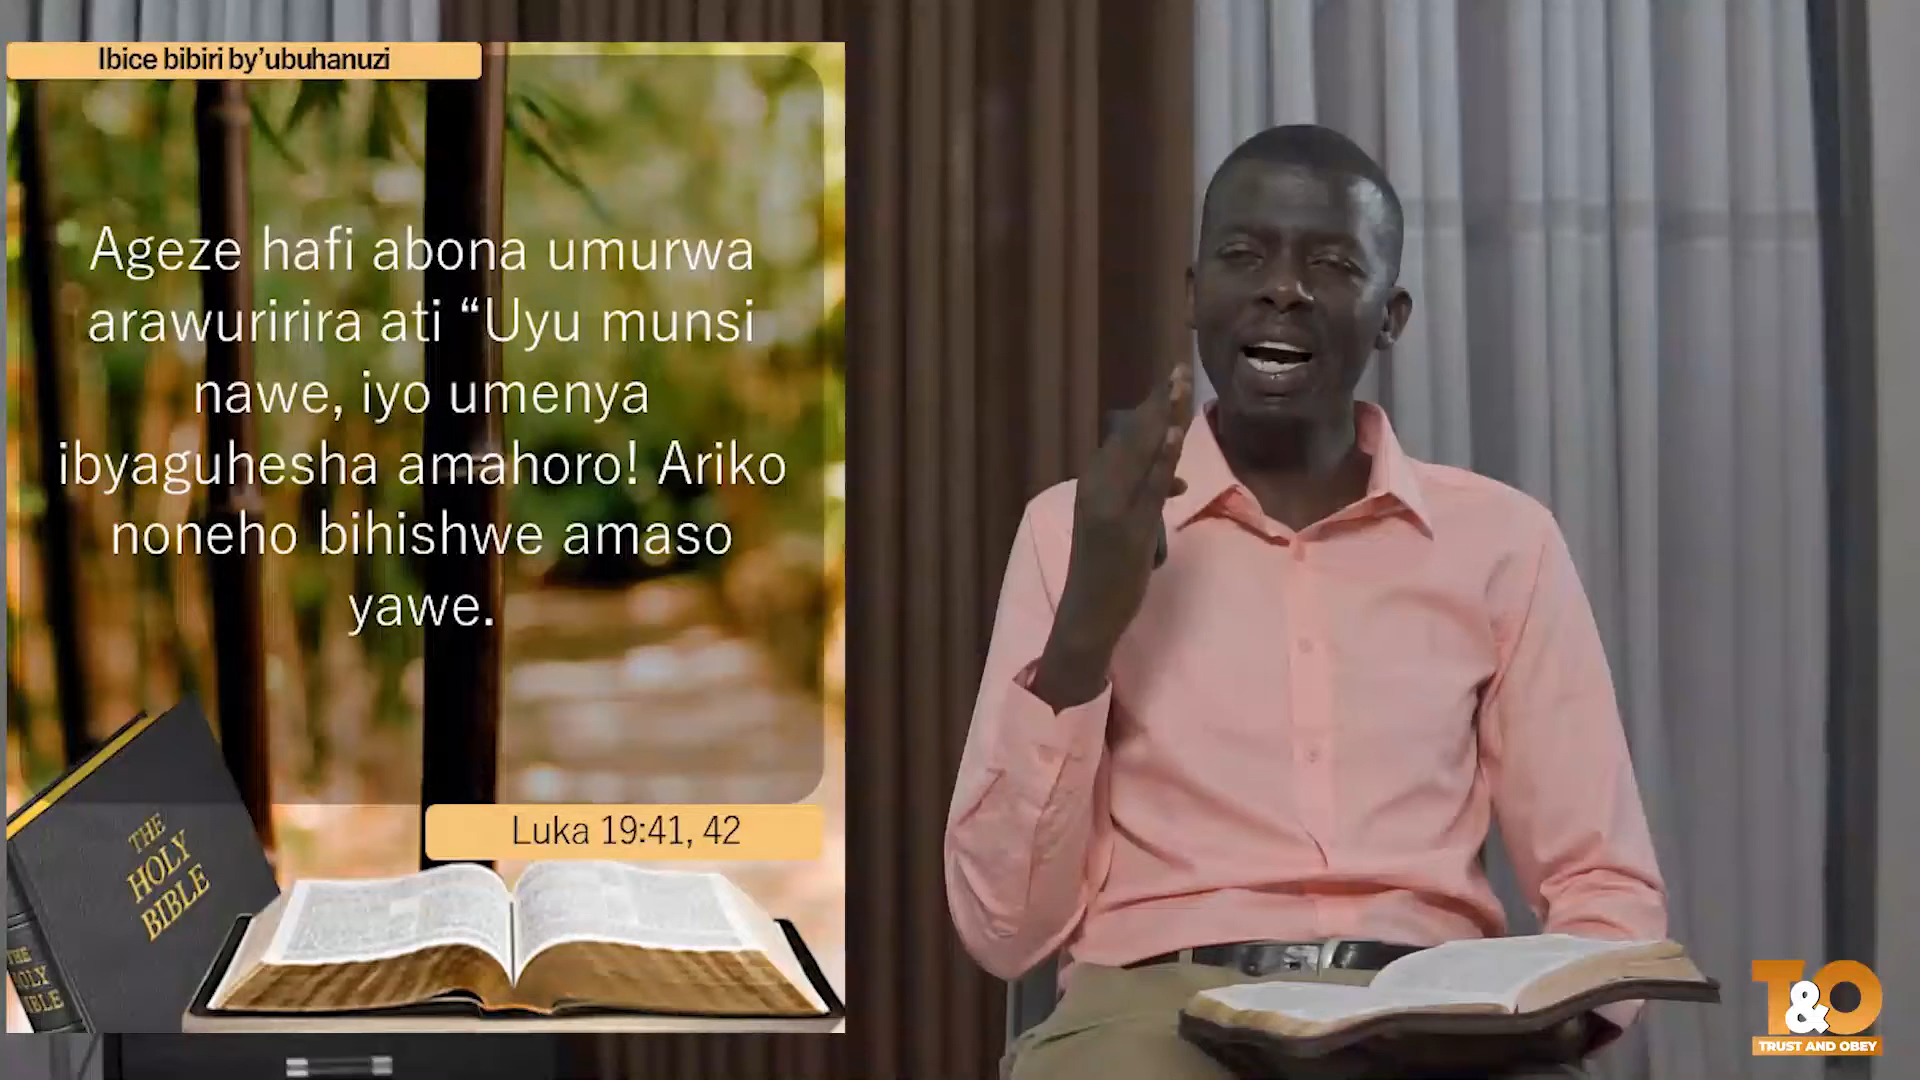 Ibice bibiri by’ubuhanuzi
Ageze hafi abona umurwa
arawuririra ati “Uyu munsi
nawe, iyo umenya
ibyaguhesha amahoro! Ariko
noneho bihishwe amaso
yawe.
Luka 19:41, 42
THE
HOLY
BIBLE
THE
HOLY
BIBLE
T&O
TRUST AND OBEY